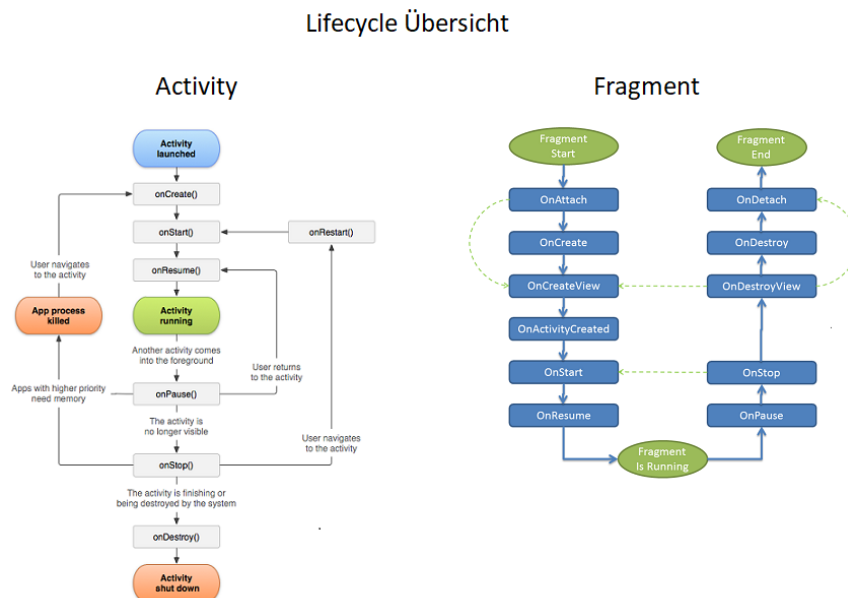 Lifecycle Übersicht
Activity
Activity
launched
onCreate()
onStart()
onRestart()
User navigates
to the activity
onResume()
App process
killed
Activity
running
Another activity comes
into the foreground
User returns
to the activity
Apps with higher priority
need memory
onPause()
The activity is
no longer visible
User navigates
to the activity
onStop()
The activity is finishing or
being destroyed by the system
onDestroy()
Activity
shut down
Fragment
Fragment
Start
OnAttach
OnCreate
OnCreateView
OnActivityCreated
OnStart
OnResume
Fragment
Is Running
Fragment
End
OnDetach
OnDestroy
OnDestroyView
OnStop
OnPause